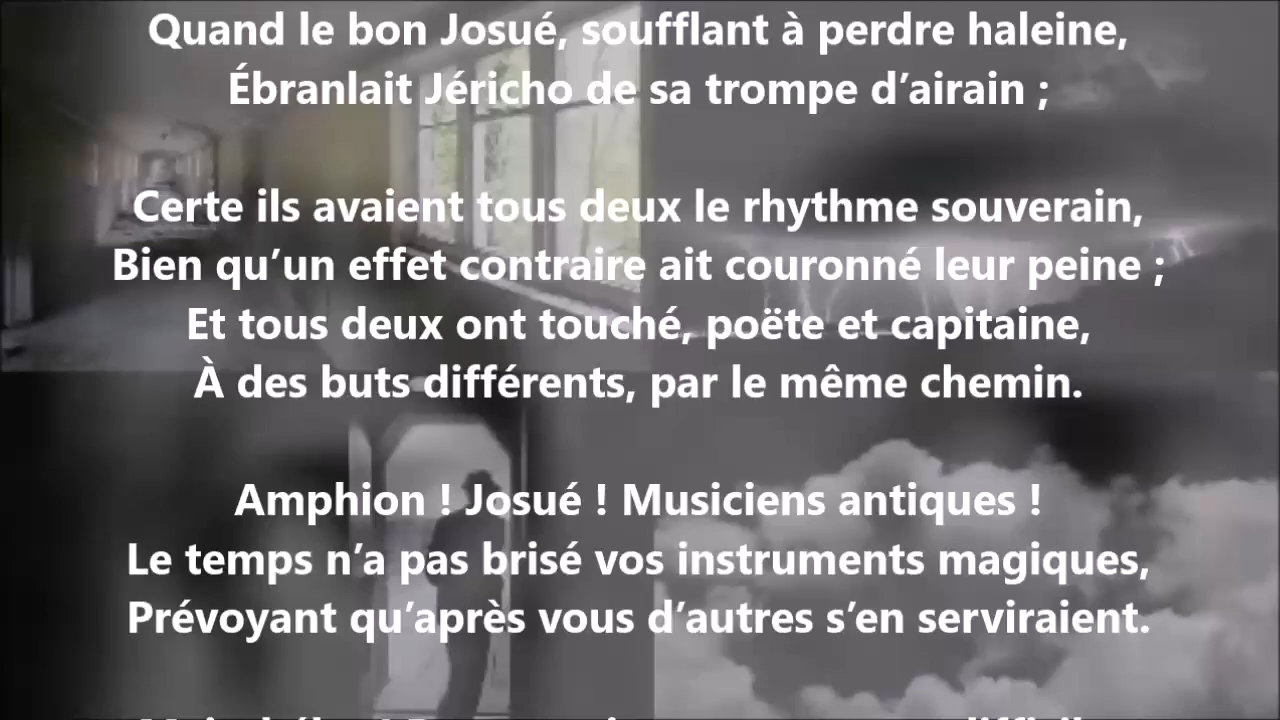 Quand le bon Josué, soufflant à perdre haleine,
Ébranlait Jéricho de sa trompe d’airain ;
Certe ils avaient tous deux le rhythme souverain,
Bien qu’un effet contraire ait couronné leur peine ;
Et tous deux ont touché, poëte et capitaine,
À des buts différents, par le même chemin.
Amphion ! Josué ! Musiciens antiques !
Le temps n’a pas brisé vos instruments magiques,
Prévoyant qu’après vous d’autres s’en serviraient.